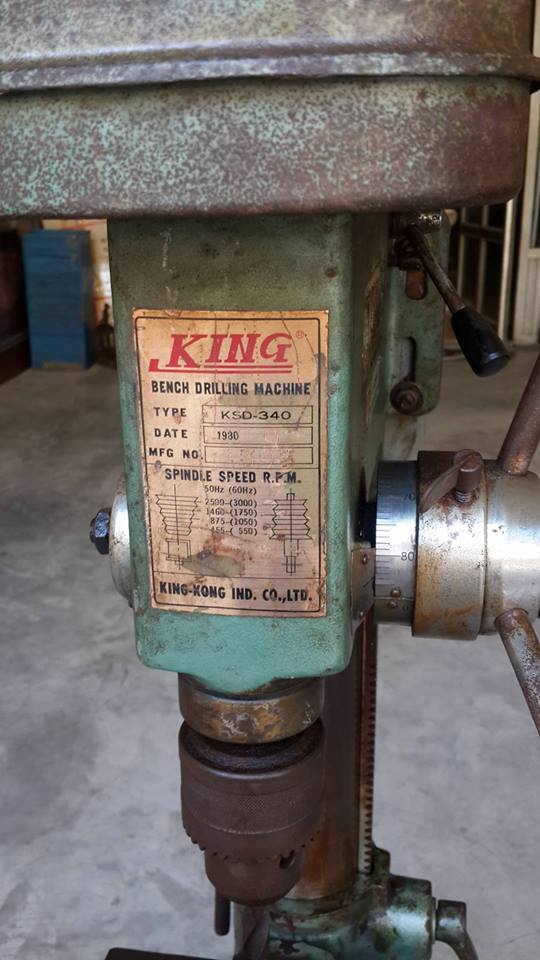 KING®
BENCH DRILLING MACHINE
TYPE KSD-340
DATE 1980
MFG NO.
SPINDLE SPEED R.P.M.
50Hz (60Hz)
2500-(3000)
1460-(1750)
875-(1050)
455-( 550)
KING-KONG IND. CO.,LTD.
80